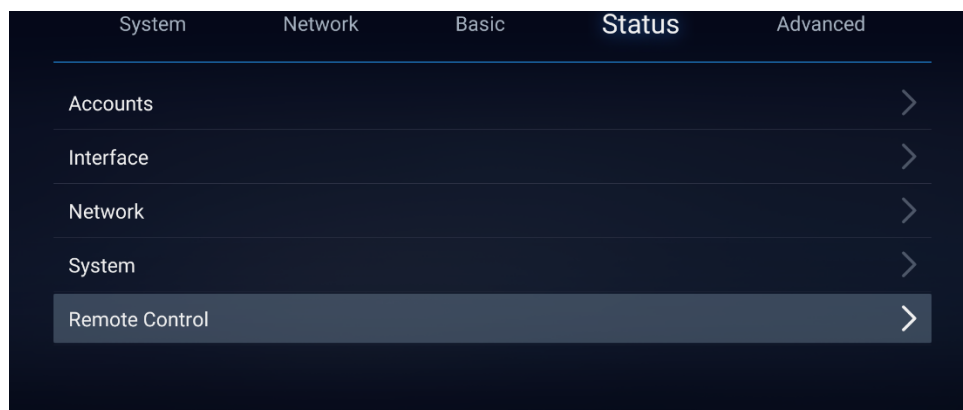 System Network Basic Status Advanced
Accounts
Interface
Network
System
Remote Control